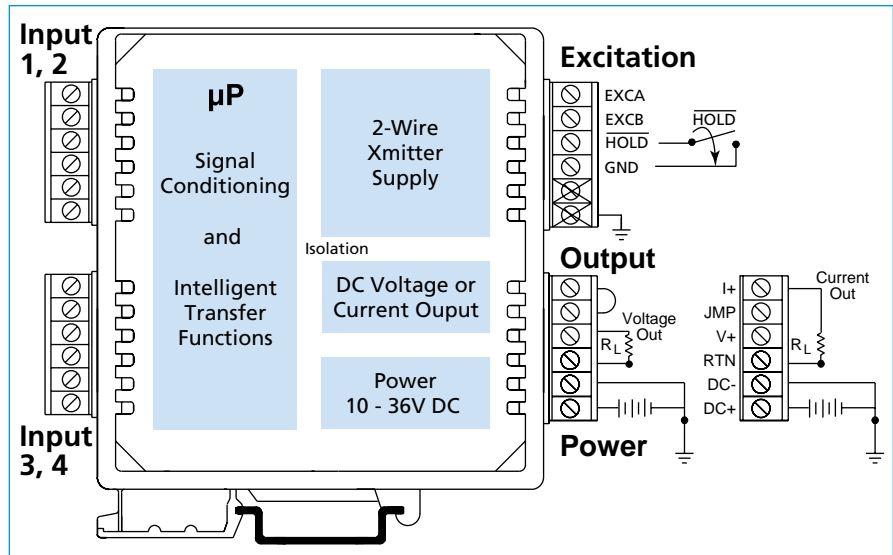 Input
1, 2
µP
Signal
Conditioning
and
Intelligent
Transfer
Functions
Input
3, 4
2-Wire
Xmitter
Supply
Isolation
DC Voltage or
Current Ouput
Power
10 - 36V DC
Excitation
EXCA
EXCB
HOLD
GND
HOLD
Output
Voltage
Out
RL
Power
I+
JMP
V+
RTN
DC-
DC+
Current
Out
RL